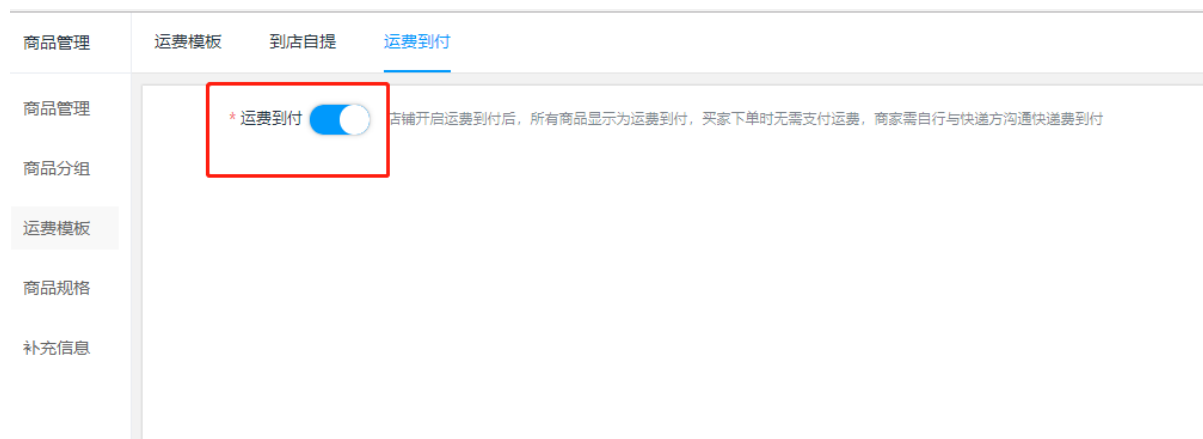 商品管理
运费模板 到店自提 运费到付
商品管理
* 运费到付 店铺开启运费到付后，所有商品显示为运费到付，买家下单时无需支付运费，商家需自行与快递方沟通快递费到付
商品分组
运费模板
商品规格
补充信息